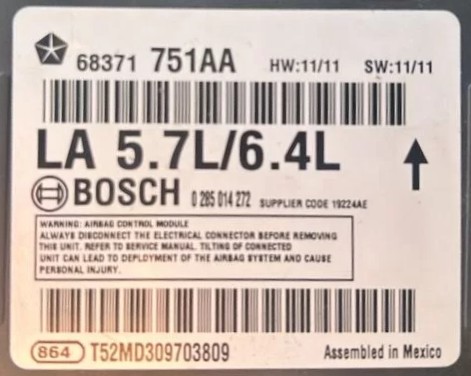 68371 751AA HW:11/11 SW:11/11
LA 5.7L/6.4L
BOSCH 0 285 014 272 SUPPLIER CODE 19224AE
WARNING: AIRBAG CONTROL MODULE
ALWAYS DISCONNECT THE ELECTRICAL CONNECTOR BEFORE REMOVING
THIS UNIT. REFER TO SERVICE MANUAL. TILTING OF CONNECTED
UNIT CAN LEAD TO DEPLOYMENT OF THE AIRBAG SYSTEM AND CAUSE
PERSONAL INJURY.
864 T52MD309703809 Assembled in Mexico